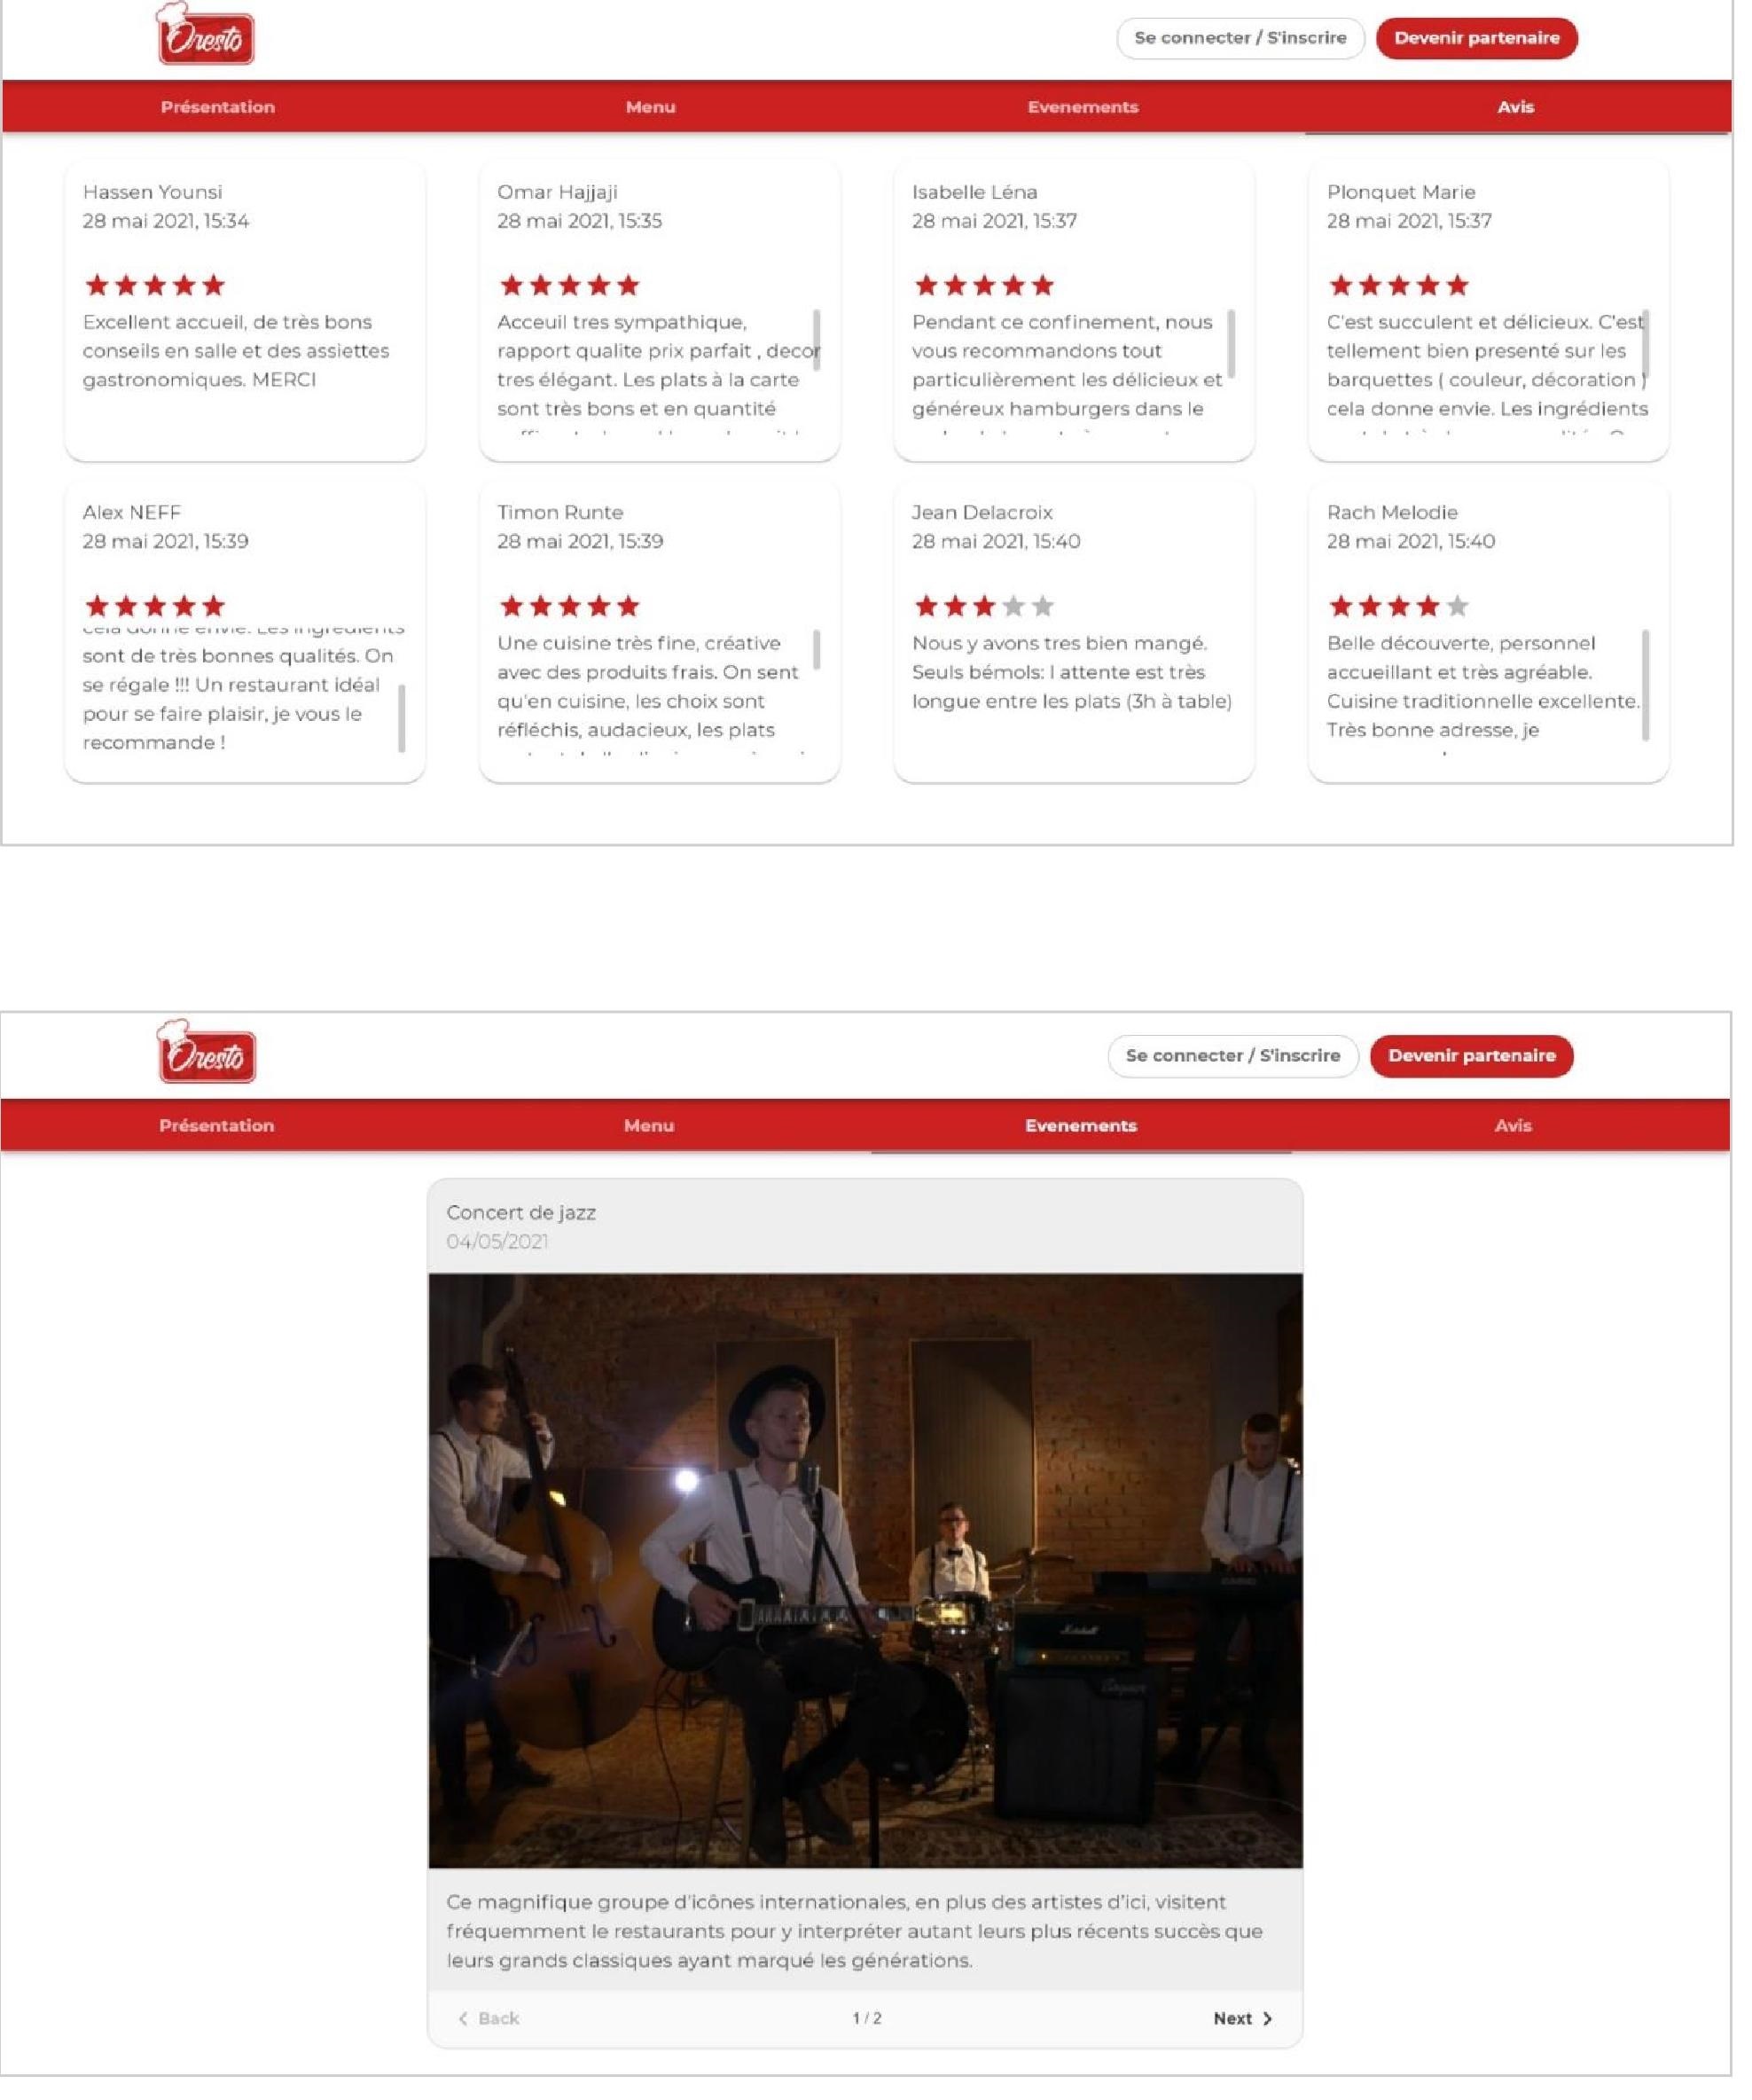 Oresto
Se connecter / S'inscrire
Devenir partenaire
Présentation
Menu
Evenements
Avis
Hassen Younsi
28 mai 2021, 15:34
Excellent accueil, de très bons
conseils en salle et des assiettes
gastronomiques. MERCI
Omar Hajjaji
28 mai 2021, 15:35
Acceuil tres sympathique,
rapport qualite prix parfait , decor
tres élégant. Les plats à la carte
sont très bons et en quantité
Isabelle Léna
28 mai 2021, 15:37
Pendant ce confinement, nous
vous recommandons tout
particulièrement les délicieux et
généreux hamburgers dans le
Plonquet Marie
28 mai 2021, 15:37
C'est succulent et délicieux. C'est
tellement bien presenté sur les
barquettes ( couleur, décoration )
cela donne envie. Les ingrédients
Alex NEFF
28 mai 2021, 15:39
cela donne envie. Les ingrédients
sont de très bonnes qualités. On
se régale !!! Un restaurant idéal
pour se faire plaisir, je vous le
recommande !
Timon Runte
28 mai 2021, 15:39
Une cuisine très fine, créative
avec des produits frais. On sent
qu'en cuisine, les choix sont
réfléchis, audacieux, les plats
Jean Delacroix
28 mai 2021, 15:40
Nous y avons tres bien mangé.
Seuls bémols: l attente est très
longue entre les plats (3h à table)
Rach Melodie
28 mai 2021, 15:40
Belle découverte, personnel
accueillant et très agréable.
Cuisine traditionnelle excellente.
Très bonne adresse, je
Oresto
Se connecter / S'inscrire
Devenir partenaire
Présentation
Menu
Evenements
Avis
Concert de jazz
04/05/2021
Marshall
Ce magnifique groupe d'icônes internationales, en plus des artistes d'ici, visitent
fréquemment le restaurants pour y interpréter autant leurs plus récents succès que
leurs grands classiques ayant marqué les générations.
Back
1 / 2
Next